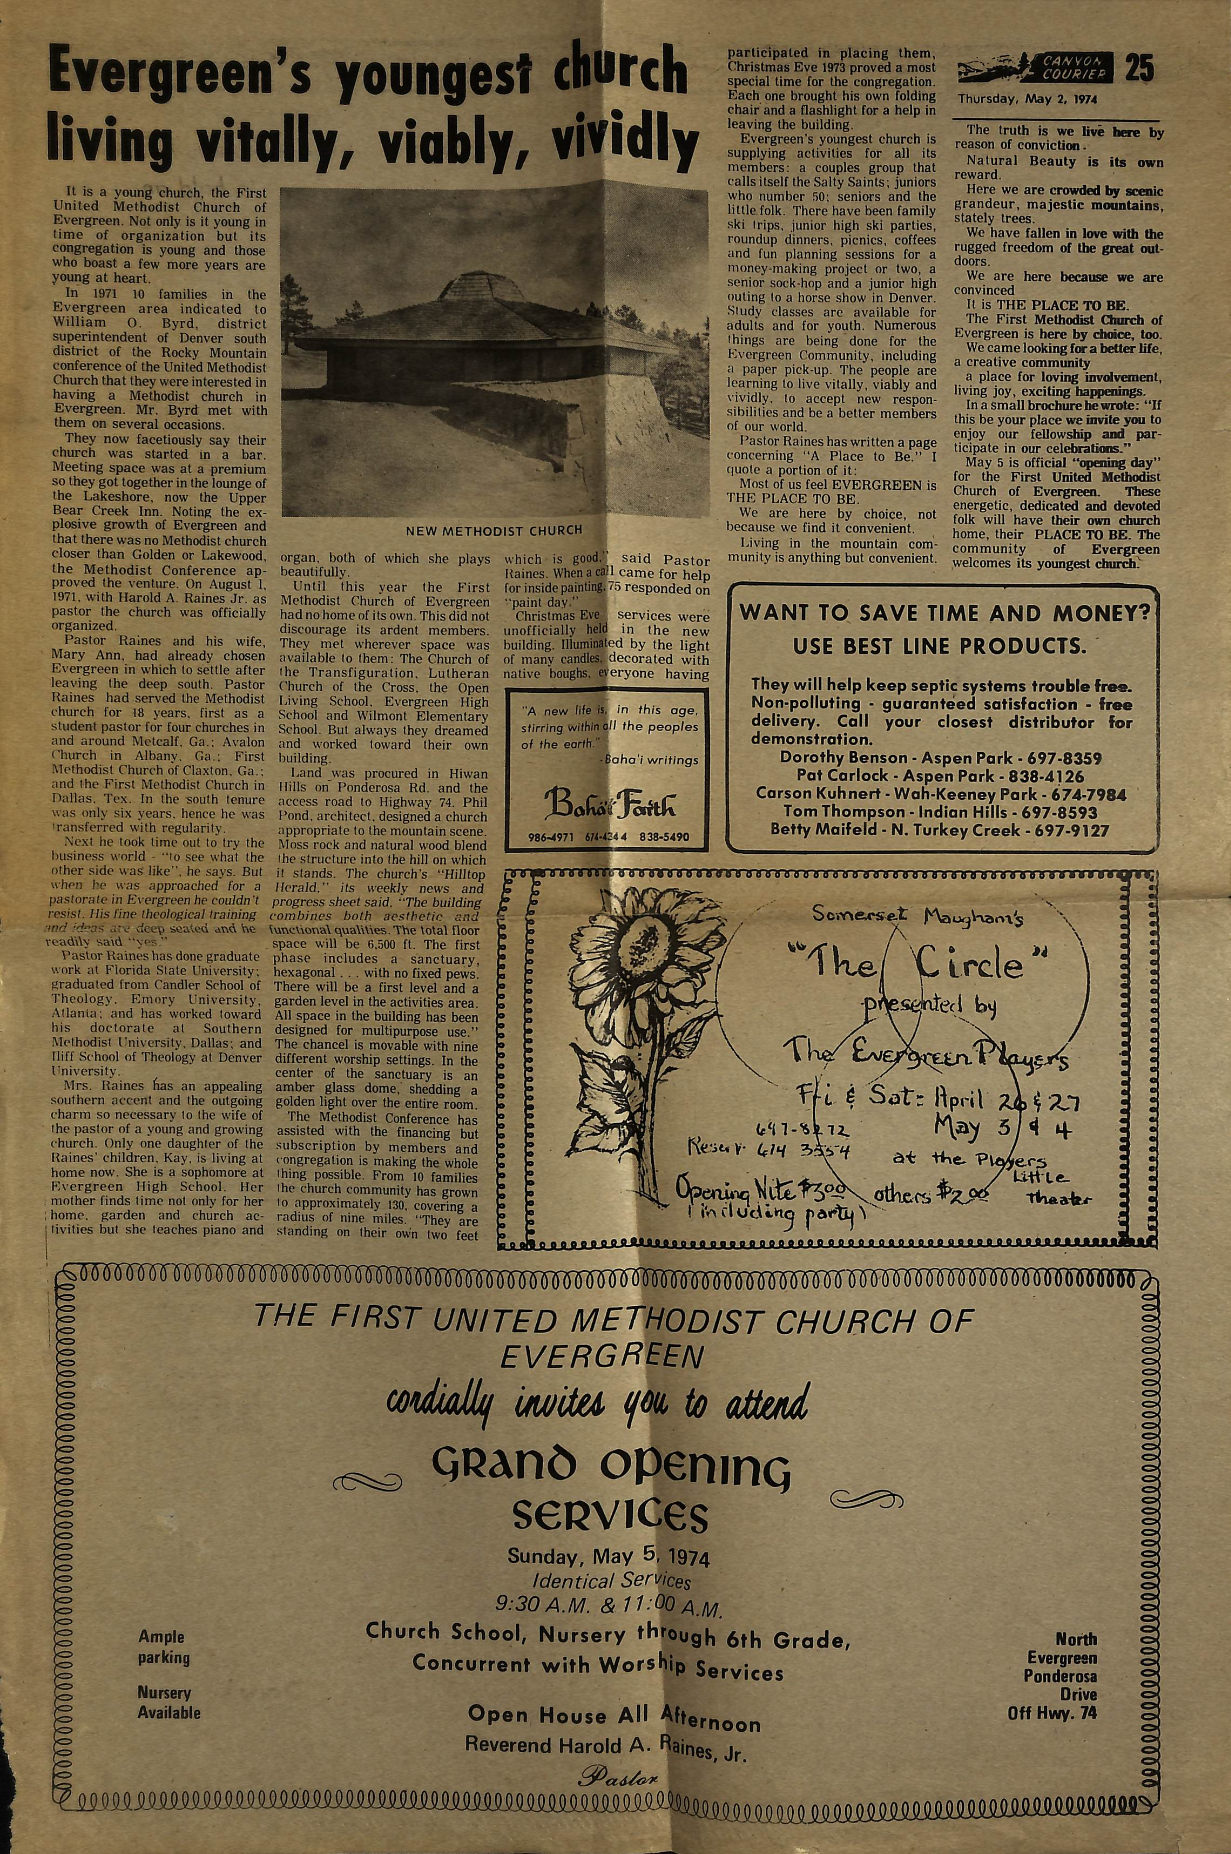 Evergreen's youngest church
living vitally, viably, vividly
CANYON
COURIER
25
Thursday, May 2, 1974
It is a young church, the First
United Methodist Church of
Evergreen. Not only is it young in
time of organization but its
congregation is young and those
who boast a few more years are
young at heart.
In 1971 10 families in the
Evergreen area indicated to
William O. Byrd, district
superintendent of Denver south
district of the Rocky Mountain
conference of the United Methodist
Church that they were interested in
having a Methodist church in
Evergreen. Mr. Byrd met with
them on several occasions.
They now facetiously say their
church was started in a bar.
Meeting space was at a premium
so they got together in the lounge of
the Lakeshore, now the Upper
Bear Creek Inn. Noting the ex-
plosive growth of Evergreen and
that there was no Methodist church
closer than Golden or Lakewood,
the Methodist Conference ap-
proved the venture. On August 1,
1971, with Harold A. Raines Jr. as
pastor the church was officially
organized.
Pastor Raines and his wife,
Mary Ann, had already chosen
Evergreen in which to settle after
leaving the deep south. Pastor
Raines had served the Methodist
church for 18 years, first as a
student pastor for four churches in
and around Metcalf, Ga.; Avalon
Church in Albany, Ga.; First
Methodist Church of Claxton, Ga.;
and the First Methodist Church in
Dallas, Tex. In the south tenure
was only six years, hence he was
transferred with regularity.
Next he took time out to try the
business world - "to see what the
other side was like", he says. But
when he was approached for a
pastorate in Evergreen he couldn't
resist. His fine theological training
and ideas are deep seated and he
readily said "yes."
Pastor Raines has done graduate
work at Florida State University;
graduated from Candler School of
Theology, Emory University,
Atlanta; and has worked toward
his doctorate at Southern
Methodist University, Dallas; and
Iliff School of Theology at Denver
University.
Mrs. Raines has an appealing
southern accent and the outgoing
charm so necessary to the wife of
the pastor of a young and growing
church. Only one daughter of the
Raines' children, Kay, is living at
home now. She is a sophomore at
Evergreen High School. Her
mother finds time not only for her
home, garden and church ac-
tivities but she teaches piano and
NEW METHODIST CHURCH
organ, both of which she plays
beautifully.
Until this year the First
Methodist Church of Evergreen
had no home of its own. This did not
discourage its ardent members.
They met wherever space was
available to them: The Church of
the Transfiguration, Lutheran
Church of the Cross, the Open
Living School, Evergreen High
School and Wilmont Elementary
School. But always they dreamed
and worked toward their own
building.
Land was procured in Hiwan
Hills on Ponderosa Rd. and the
access road to Highway 74. Phil
Pond, architect, designed a church
appropriate to the mountain scene.
Moss rock and natural wood blend
the structure into the hill on which
it stands. The church's "Hilltop
Herald," its weekly news and
progress sheet said, "The building
combines both aesthetic and
functional qualities. The total floor
space will be 6,500 ft. The first
phase includes a sanctuary,
hexagonal . . . with no fixed pews.
There will be a first level and a
garden level in the activities area.
All space in the building has been
designed for multipurpose use."
The chancel is movable with nine
different worship settings. In the
center of the sanctuary is an
amber glass dome, shedding a
golden light over the entire room.
The Methodist Conference has
assisted with the financing but
subscription by members and
congregation is making the whole
thing possible. From 10 families
the church community has grown
to approximately 130, covering a
radius of nine miles. "They are
standing on their own two feet
which is good," said Pastor
Raines. When a call came for help
for inside painting, 75 responded on
"paint day."
Christmas Eve services were
unofficially held in the new
building. Illuminated by the light
of many candles, decorated with
native boughs, everyone having
participated in placing them,
Christmas Eve 1973 proved a most
special time for the congregation.
Each one brought his own folding
chair and a flashlight for a help in
leaving the building.
Evergreen's youngest church is
supplying activities for all its
members: a couples group that
calls itself the Salty Saints; juniors
who number 50; seniors and the
little folk. There have been family
ski trips, junior high ski parties,
roundup dinners, picnics, coffees
and fun planning sessions for a
money-making project or two, a
senior sock-hop and a junior high
outing to a horse show in Denver.
Study classes are available for
adults and for youth. Numerous
things are being done for the
Evergreen Community, including
a paper pick-up. The people are
learning to live vitally, viably and
vividly, to accept new respon-
sibilities and be a better members
of our world.
Pastor Raines has written a page
concerning "A Place to Be." I
quote a portion of it:
Most of us feel EVERGREEN is
THE PLACE TO BE.
We are here by choice, not
because we find it convenient.
Living in the mountain com-
munity is anything but convenient.
The truth is we live here by
reason of conviction.
Natural Beauty is its own
reward.
Here we are crowded by scenic
grandeur, majestic mountains,
stately trees.
We have fallen in love with the
rugged freedom of the great out-
doors.
We are here because we are
convinced
It is THE PLACE TO BE.
The First Methodist Church of
Evergreen is here by choice, too.
We came looking for a better life,
a creative community
a place for loving involvement,
living joy, exciting happenings.
In a small brochure he wrote: "If
this be your place we invite you to
enjoy our fellowship and par-
ticipate in our celebrations."
May 5 is official "opening day"
for the First United Methodist
Church of Evergreen. These
energetic, dedicated and devoted
folk will have their own church
home, their PLACE TO BE. The
community of Evergreen
welcomes its youngest church.
"A new life is, in this age,
stirring within all the peoples
of the earth."
-Baha'i writings
Baha'i Faith
986-4971 674-4244 838-5490
WANT TO SAVE TIME AND MONEY?
USE BEST LINE PRODUCTS.
They will help keep septic systems trouble free.
Non-polluting - guaranteed satisfaction - free
delivery. Call your closest distributor for
demonstration.
Dorothy Benson - Aspen Park - 697-8359
Pat Carlock - Aspen Park - 838-4126
Carson Kuhnert - Wah-Keeney Park - 674-7984
Tom Thompson - Indian Hills - 697-8593
Betty Maifeld - N. Turkey Creek - 697-9127
Somerset Maugham's
"The Circle"
presented by
The Evergreen Players
Fri & Sat: April 26 & 27
May 3 & 4
697-8272
Reserv. 674 3554
at the Players
Little
Theater
Opening Nite $3.00
(including party)
others $2.00
THE FIRST UNITED METHODIST CHURCH OF
EVERGREEN
cordially invites you to attend
GRAND OPENING
SERVICES
Sunday, May 5, 1974
Identical Services
9:30 A.M. & 11:00 A.M.
Church School, Nursery through 6th Grade,
Concurrent with Worship Services
Open House All Afternoon
Reverend Harold A. Raines, Jr.
Pastor
Ample
parking
Nursery
Available
North
Evergreen
Ponderosa
Drive
Off Hwy. 74